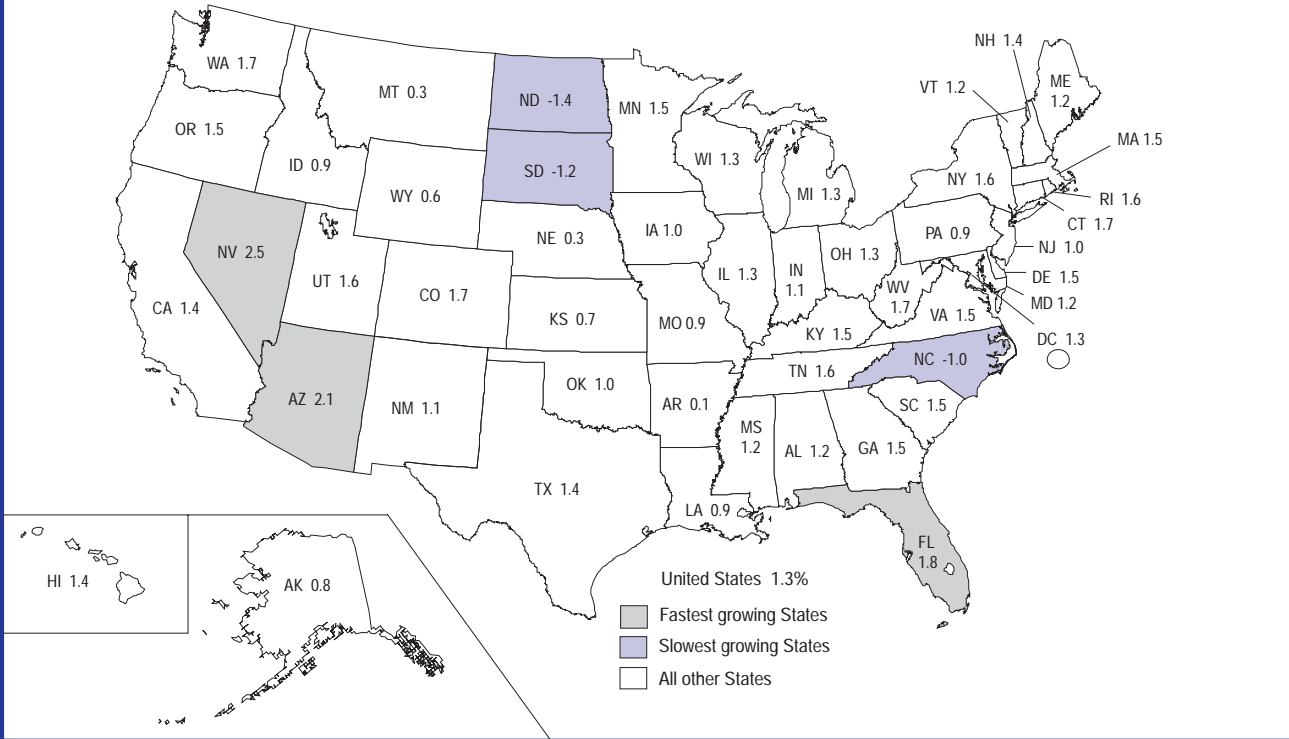 NH 1.4
WA 1.7
VT 1.2
ME
1.2
MT 0.3
ND -1.4
MN 1.5
OR 1.5
MA 1.5
WI 1.3
ID 0.9
SD -1.2
NY 1.6
MI 1.3
WY 0.6
RI 1.6
CT 1.7
IA 1.0
PA 0.9
NE 0.3
NJ 1.0
NV 2.5
OH 1.3
IL 1.3
IN
1.1
DE 1.5
UT 1.6
CO 1.7
WV
1.7
MD 1.2
CA 1.4
VA 1.5
KS 0.7
MO 0.9
KY 1.5
DC 1.3
NC -1.0
TN 1.6
OK 1.0
AZ 2.1
NM 1.1
AR 0.1
SC 1.5
MS
1.2
AL 1.2
GA 1.5
TX 1.4
LA 0.9
FL
1.8
HI 1.4
AK 0.8
United States 1.3%
Fastest growing States
Slowest growing States
All other States